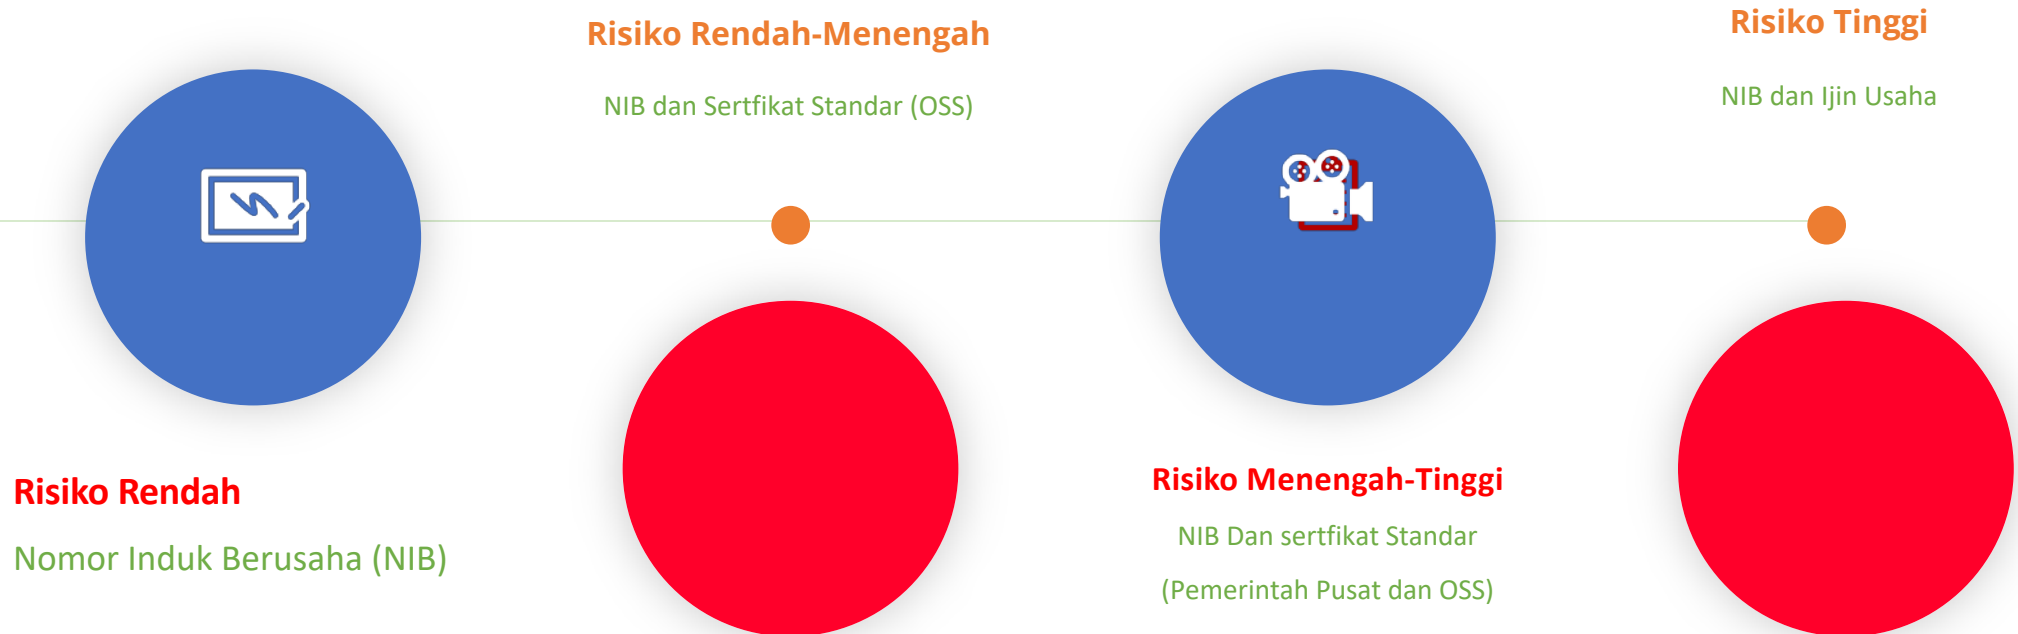 Risiko Rendah
Nomor Induk Berusaha (NIB)
Risiko Rendah-Menengah
NIB dan Sertfikat Standar (OSS)
Risiko Menengah-Tinggi
NIB Dan sertfikat Standar
(Pemerintah Pusat dan OSS)
Risiko Tinggi
NIB dan Ijin Usaha